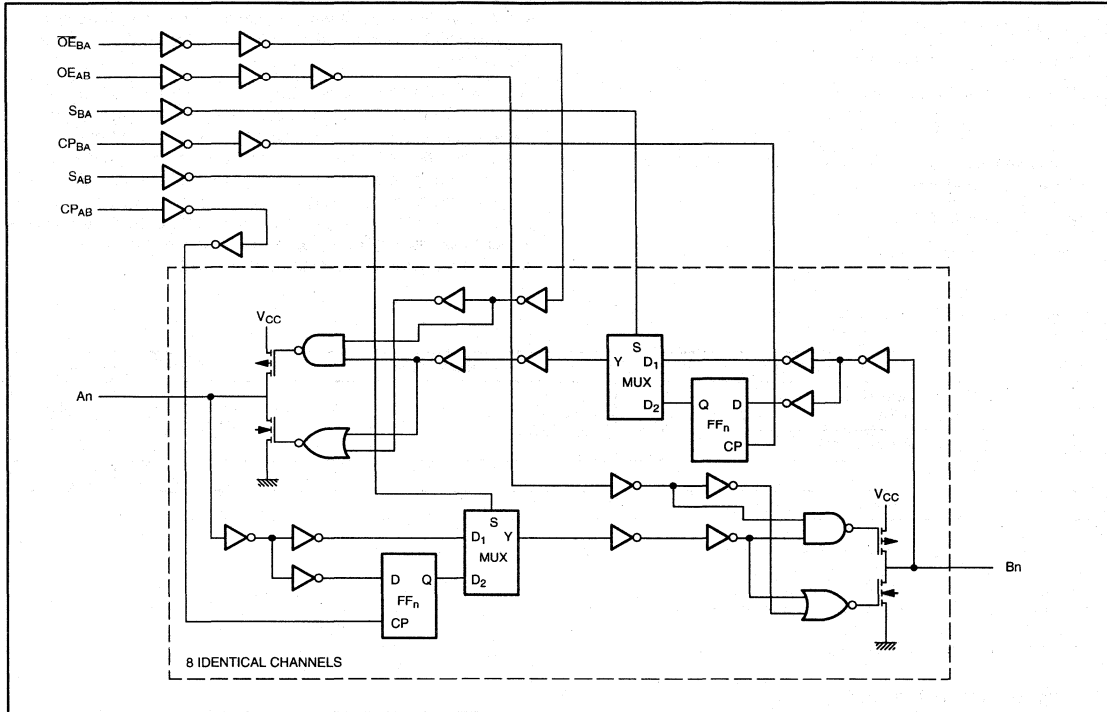 OE̅BA
OEAB
SBA
CPBA
SAB
CPAB
VCC
S
Y D1
MUX
D2
Q D
FFn
CP
An
VCC
S
D1 Y
MUX
D2
D Q
FFn
CP
Bn
8 IDENTICAL CHANNELS